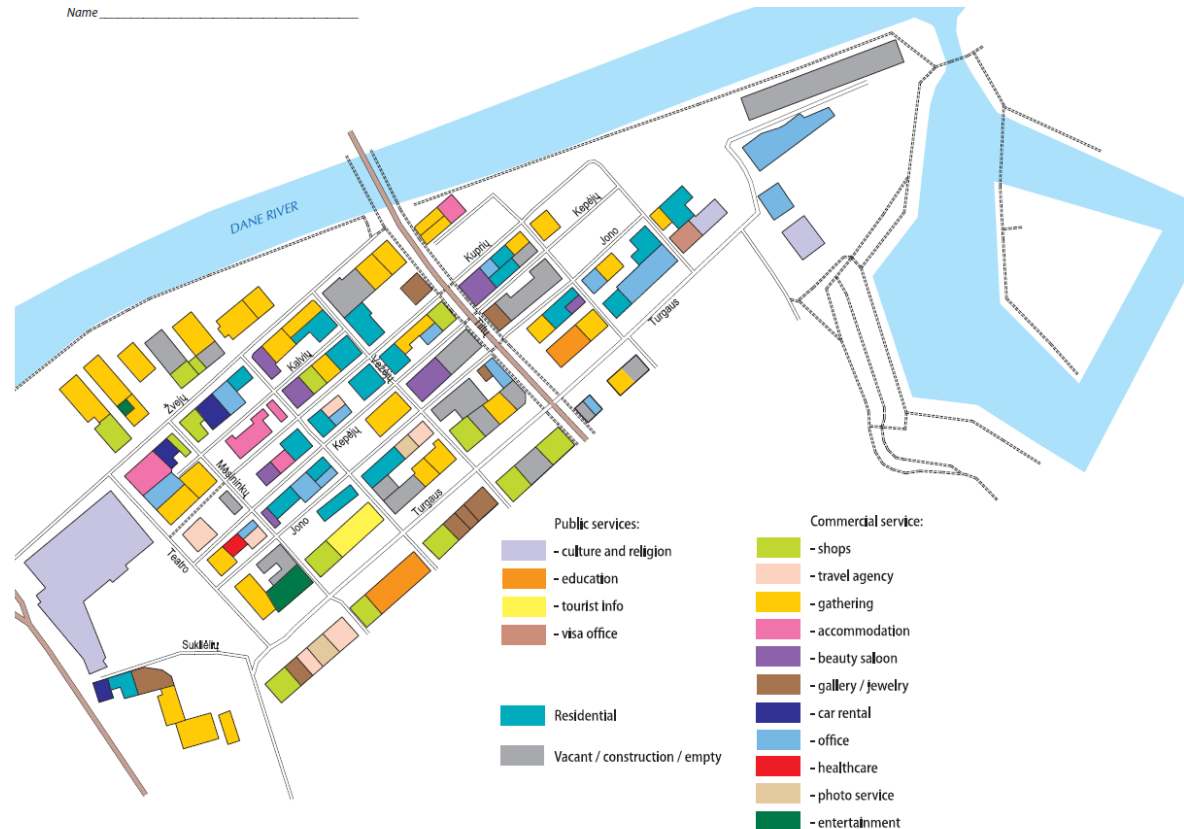 Name
DANE RIVER
Kepėjų
Jono
Kuprių
Turgaus
Tiltų
Vežėjų
Kalvių
Žvejų
Kepėjų
Mėsininkų
Turgaus
Jono
Teatro
Sukilėlių
Public services:
- culture and religion
- education
- tourist info
- visa office
Residential
Vacant / construction / empty
Commercial service:
- shops
- travel agency
- gathering
- accommodation
- beauty saloon
- gallery / jewelry
- car rental
- office
- healthcare
- photo service
- entertainment